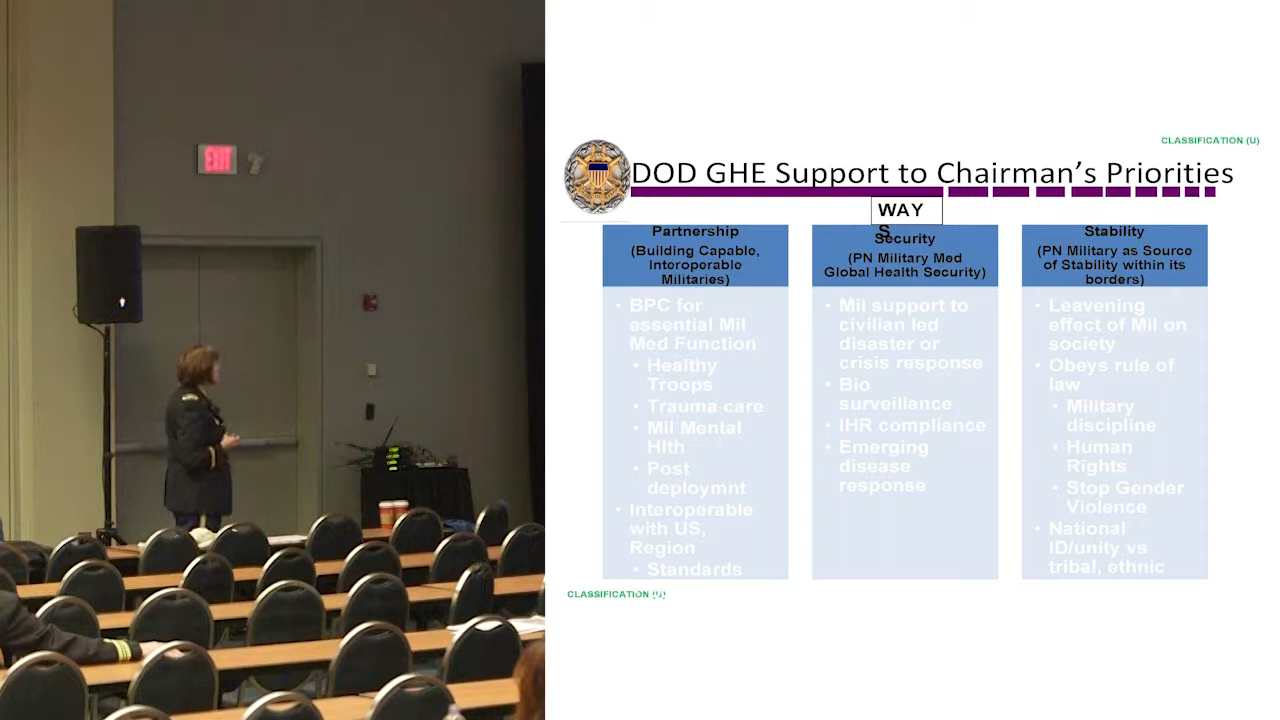 EXIT
CLASSIFICATION (U)
DOD GHE Support to Chairman's Priorities
WAY
S
Partnership
(Building Capable,
Interoperable
Militaries)
• BPC for
essential Mil
Med Function
• Healthy
Troops
• Trauma care
• Mil Mental
Hlth
• Post
deploymnt
• Interoperable
with US,
Region
• Standards
Security
(PN Military Med
Global Health Security)
• Mil support to
civilian led
disaster or
crisis response
• Bio
surveillance
• IHR compliance
• Emerging
disease
response
Stability
(PN Military as Source
of Stability within its
borders)
• Leavening
effect of Mil on
society
• Obeys rule of
law
• Military
discipline
• Human
Rights
• Stop Gender
Violence
• National
ID/unity vs
tribal, ethnic
CLASSIFICATION (U)